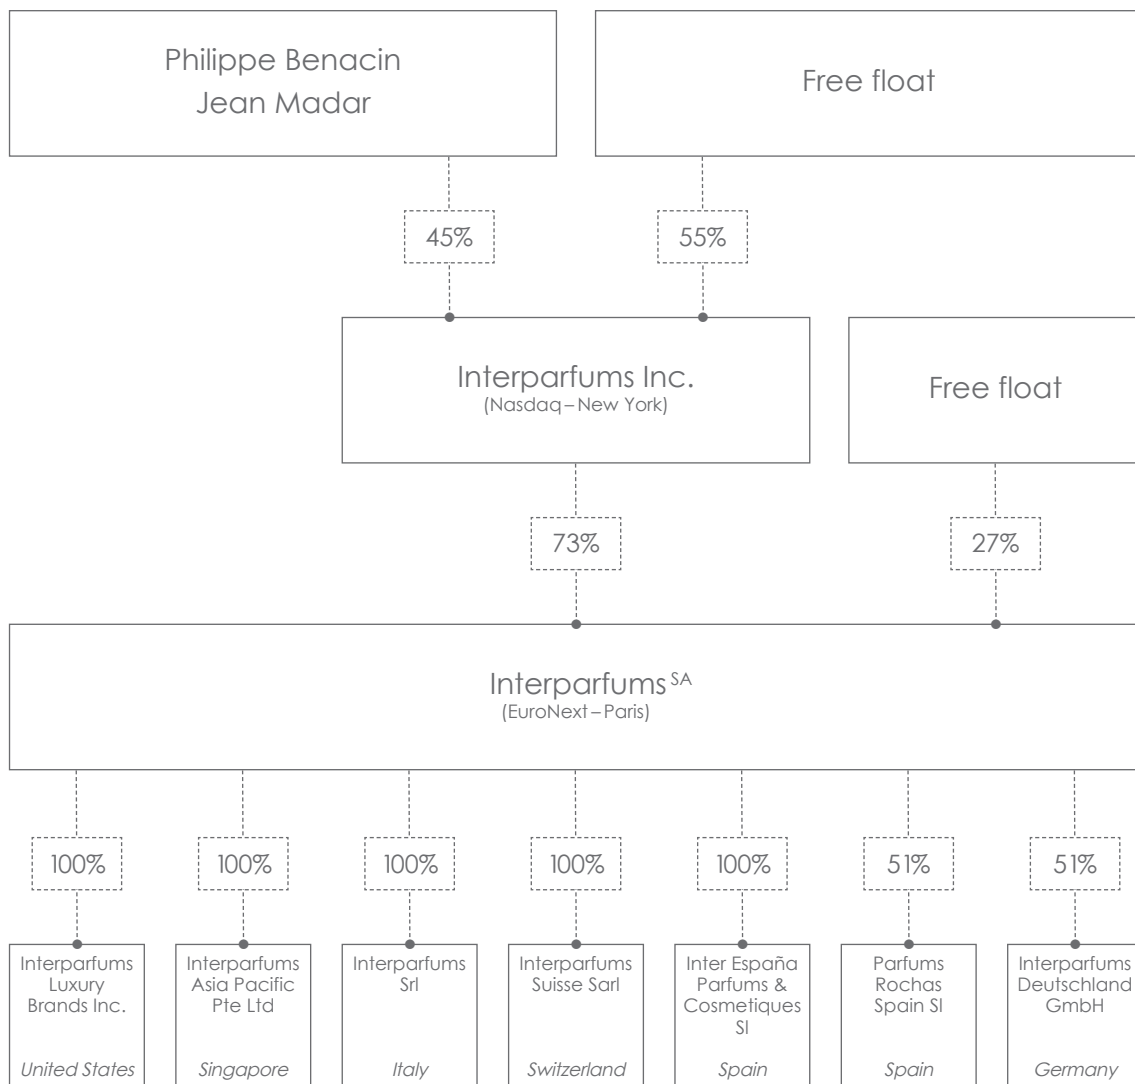 Philippe Benacin
Jean Madar
Free float
45%
55%
Interparfums Inc.
(Nasdaq – New York)
Free float
73%
27%
Interparfums SA
(EuroNext – Paris)
100%
100%
100%
100%
100%
51%
51%
Interparfums
Luxury
Brands Inc.
United States
Interparfums
Asia Pacific
Pte Ltd
Singapore
Interparfums
Srl
Italy
Interparfums
Suisse Sarl
Switzerland
Inter España
Parfums &
Cosmetiques
Sl
Spain
Parfums
Rochas
Spain Sl
Spain
Interparfums
Deutschland
GmbH
Germany